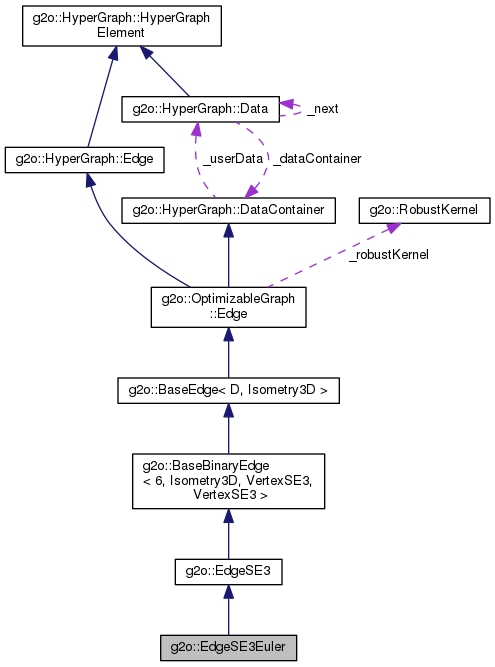 g2o::HyperGraph::HyperGraph
Element
g2o::HyperGraph::Data
_next
g2o::HyperGraph::Edge
_userData
_dataContainer
g2o::HyperGraph::DataContainer
g2o::RobustKernel
_robustKernel
g2o::OptimizableGraph
::Edge
g2o::BaseEdge< D, Isometry3D >
g2o::BaseBinaryEdge
< 6, Isometry3D, VertexSE3,
VertexSE3 >
g2o::EdgeSE3
g2o::EdgeSE3Euler